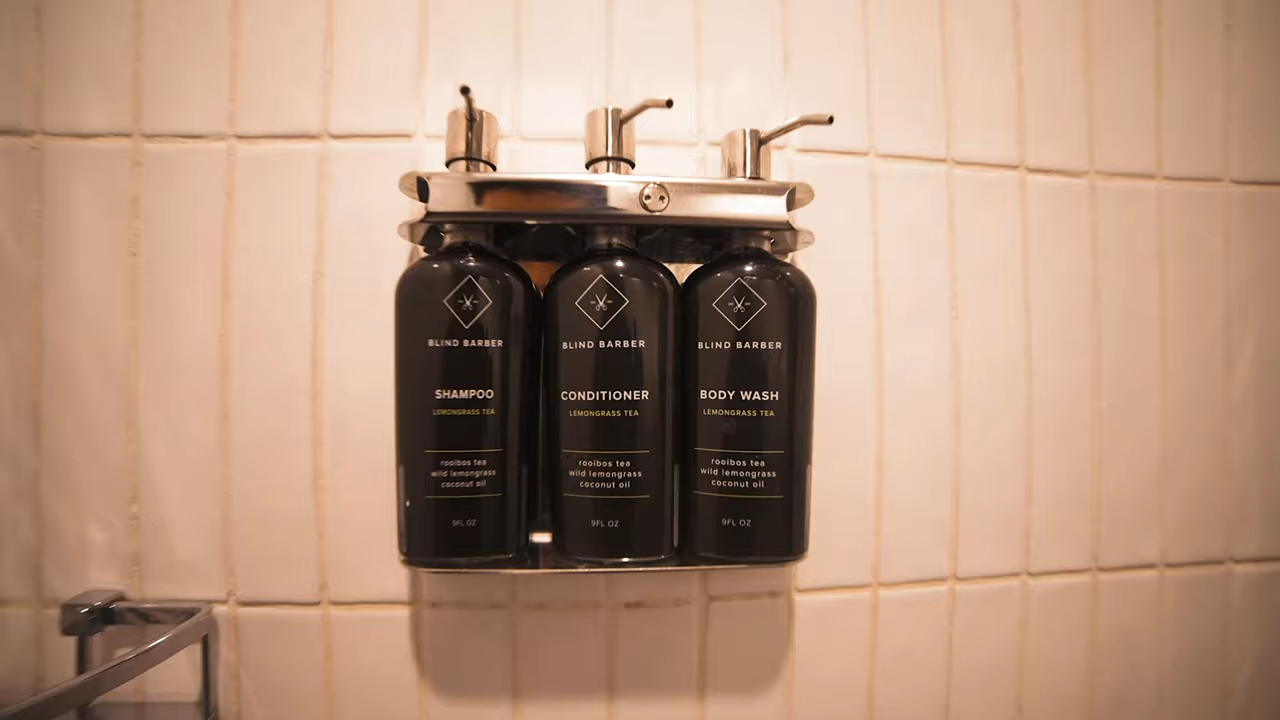 BLIND BARBER
SHAMPOO
LEMONGRASS TEA
rooibos tea
wild lemongrass
coconut oil
9FL OZ
BLIND BARBER
CONDITIONER
LEMONGRASS TEA
rooibos tea
wild lemongrass
coconut oil
9FL OZ
BLIND BARBER
BODY WASH
LEMONGRASS TEA
rooibos tea
wild lemongrass
coconut oil
9FL OZ